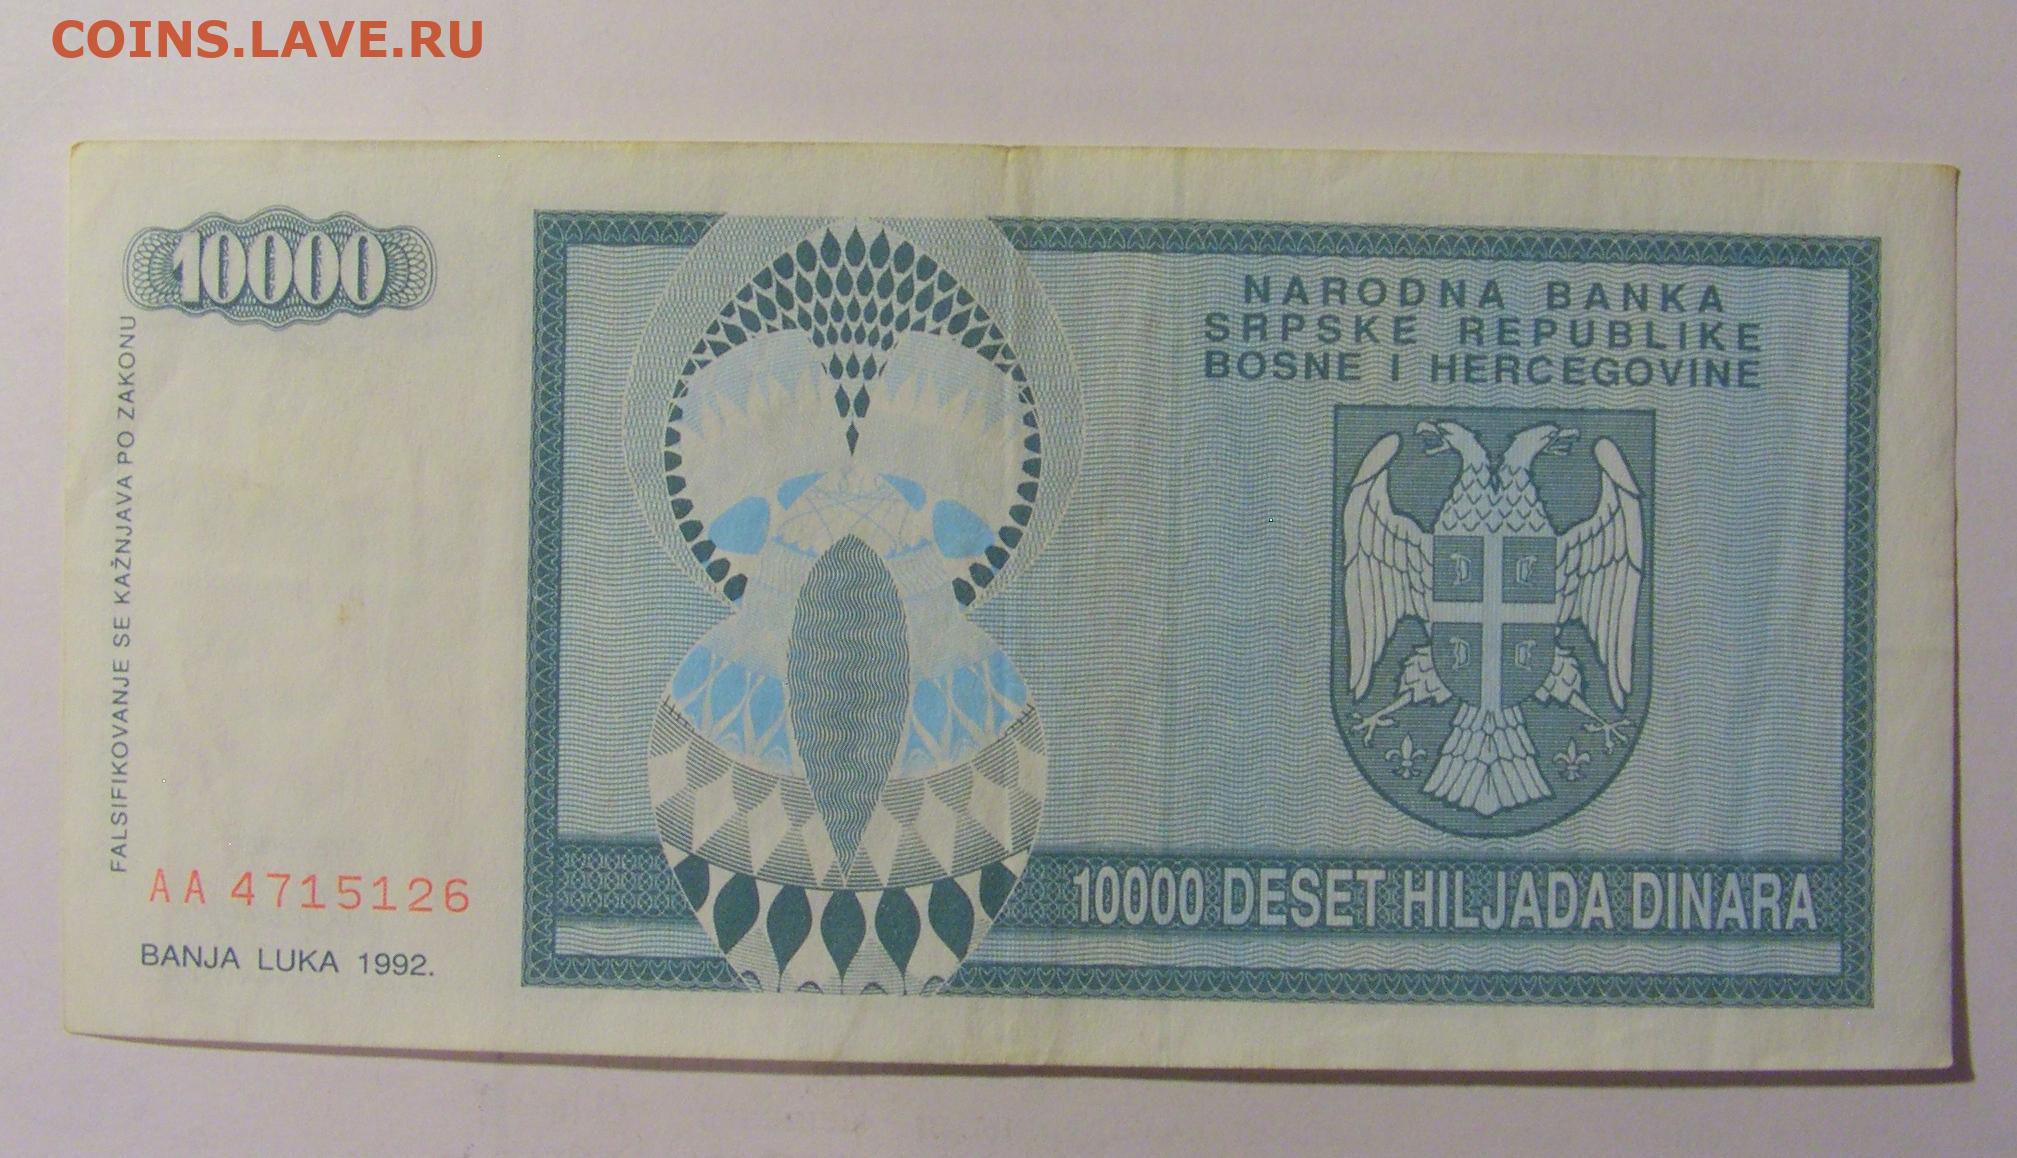 COINS.LAVE.RU
10000
NARODNA BANKA
SRPSKE REPUBLIKE
BOSNE I HERCEGOVINE
FALSIFIKOVANJE SE KAŽNJAVA PO ZAKONU
AA 4715126
BANJA LUKA 1992.
10000 DESET HILJADA DINARA